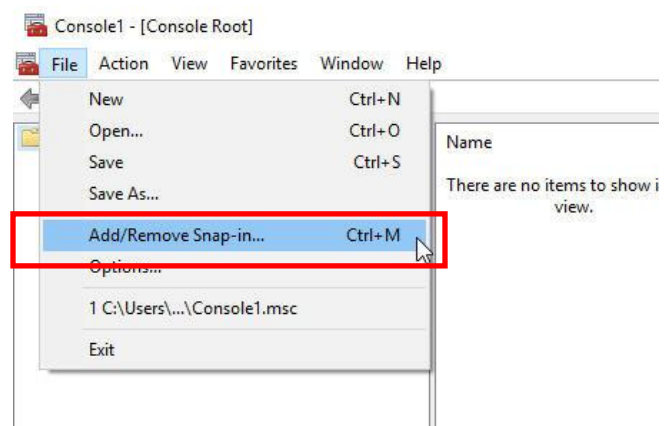 Console1 - [Console Root]
File Action View Favorites Window Help
New Ctrl+N
Open... Ctrl+O
Save Ctrl+S
Save As...
Add/Remove Snap-in... Ctrl+M
Options...
1 C:\Users\...\Console1.msc
Exit
Name
There are no items to show i
view.